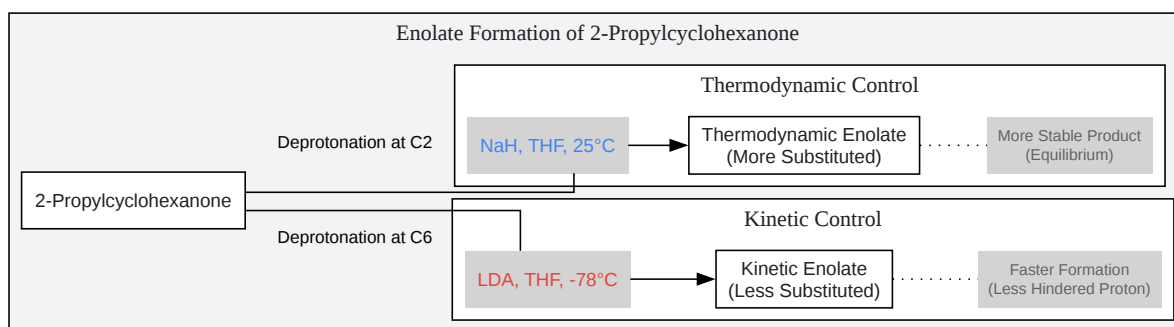 Enolate Formation of 2-Propylcyclohexanone
Thermodynamic Control
Deprotonation at C2
NaH, THF, 25°C
Thermodynamic Enolate
(More Substituted)
More Stable Product
(Equilibrium)
2-Propylcyclohexanone
Kinetic Control
Deprotonation at C6
LDA, THF, -78°C
Kinetic Enolate
(Less Substituted)
Faster Formation
(Less Hindered Proton)